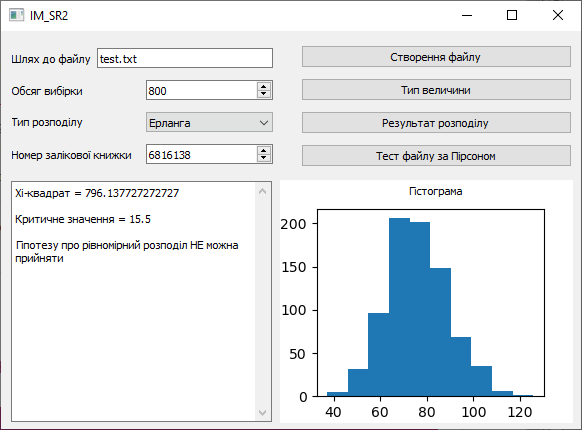 IM_SR2
Шлях до файлу test.txt
Створення файлу
Обсяг вибірки 800
Тип величини
Тип розподілу Ерланга
Результат розподілу
Номер залікової книжки 6816138
Тест файлу за Пірсоном
Хі-квадрат = 796.137727272727
Критичне значення = 15.5
Гіпотезу про рівномірний розподіл НЕ можна
прийняти
Гістограма
200
150
100
50
0
40 60 80 100 120